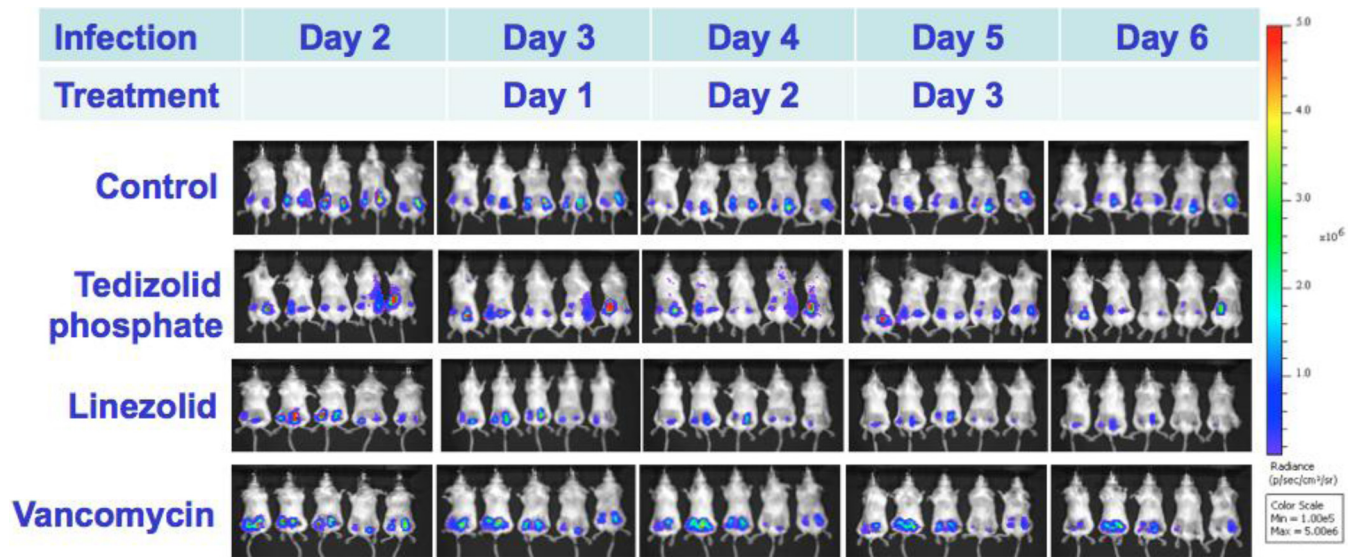 Infection Day 2 Day 3 Day 4 Day 5 Day 6
Treatment Day 1 Day 2 Day 3
Control
Tedizolid
phosphate
Linezolid
Vancomycin
5.0
4.0
3.0
x10⁶
2.0
1.0
Radiance
(p/sec/cm²/sr)
Color Scale
Min = 1.00e5
Max = 5.00e6